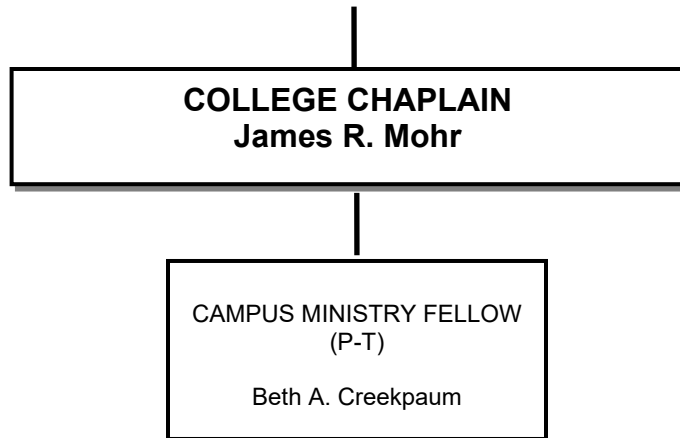 COLLEGE CHAPLAIN
James R. Mohr
CAMPUS MINISTRY FELLOW
(P-T)
Beth A. Creekpaum